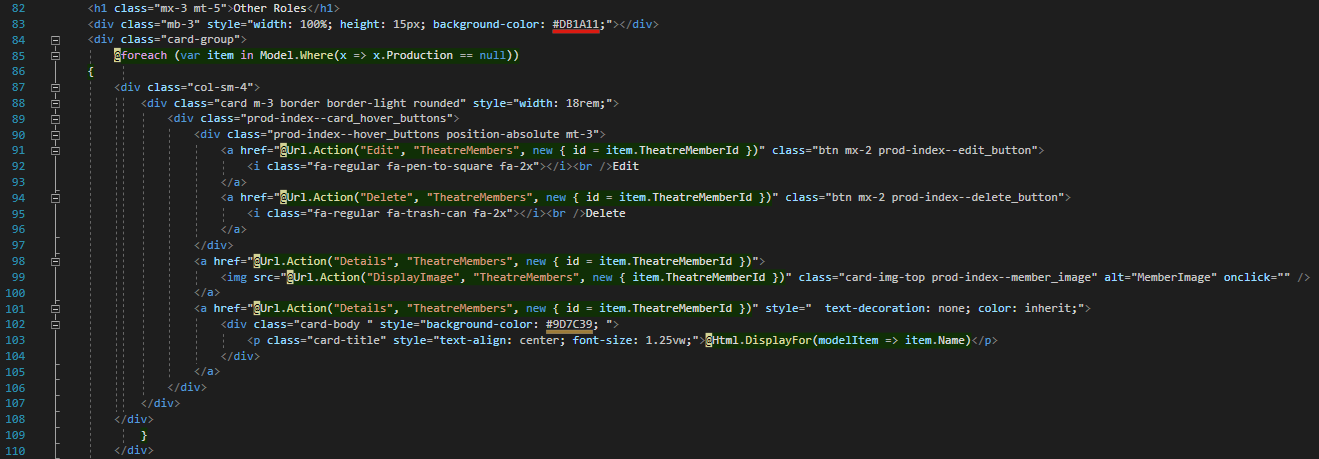 82 <h1 class="mx-3 mt-5">Other Roles</h1>
83 <div class="mb-3" style="width: 100%; height: 15px; background-color: #DB1A11;"></div>
84 <div class="card-group">
85 @foreach (var item in Model.Where(x => x.Production == null))
86 {
87 <div class="col-sm-4">
88 <div class="card m-3 border border-light rounded" style="width: 18rem;">
89 <div class="prod-index--card_hover_buttons">
90 <div class="prod-index--hover_buttons position-absolute mt-3">
91 <a href="@Url.Action("Edit", "TheatreMembers", new { id = item.TheatreMemberId })" class="btn mx-2 prod-index--edit_button">
92 <i class="fa-regular fa-pen-to-square fa-2x"></i><br />Edit
93 </a>
94 <a href="@Url.Action("Delete", "TheatreMembers", new { id = item.TheatreMemberId })" class="btn mx-2 prod-index--delete_button">
95 <i class="fa-regular fa-trash-can fa-2x"></i><br />Delete
96 </a>
97 </div>
98 <a href="@Url.Action("Details", "TheatreMembers", new { id = item.TheatreMemberId })">
99 <img src="@Url.Action("DisplayImage", "TheatreMembers", new { item.TheatreMemberId })" class="card-img-top prod-index--member_image" alt="MemberImage" onclick="" />
100 </a>
101 <a href="@Url.Action("Details", "TheatreMembers", new { id = item.TheatreMemberId })" style="  text-decoration: none; color: inherit;">
102 <div class="card-body " style="background-color: #9D7C39; ">
103 <p class="card-title" style="text-align: center; font-size: 1.25vw;">@Html.DisplayFor(modelItem => item.Name)</p>
104 </div>
105 </a>
106 </div>
107 </div>
108 </div>
109 }
110 </div>